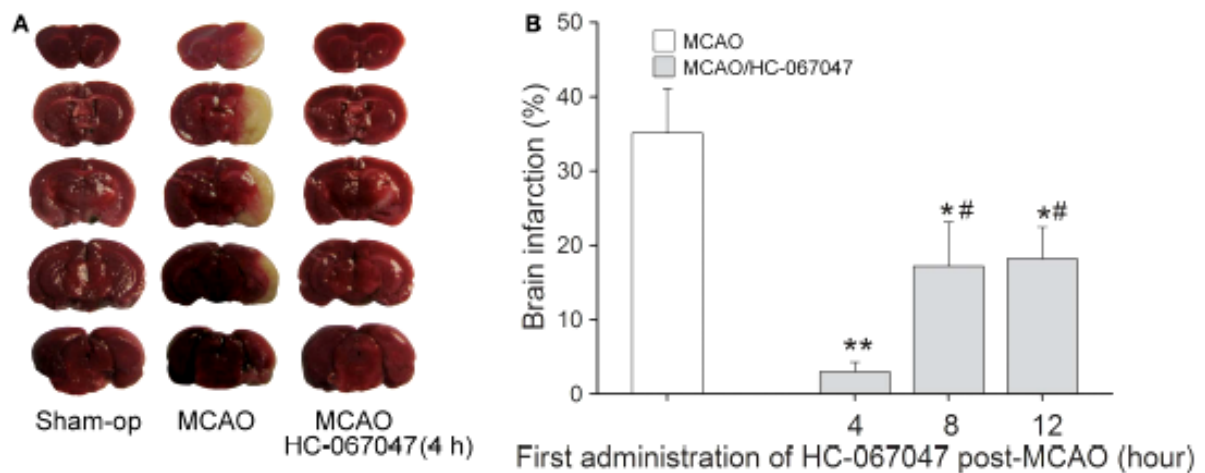 A
Sham-op
MCAO
MCAO
HC-067047(4 h)
B
50
40
30
20
10
0
Brain infarction (%)
MCAO
MCAO/HC-067047
**
*#
*#
4
8
12
First administration of HC-067047 post-MCAO (hour)